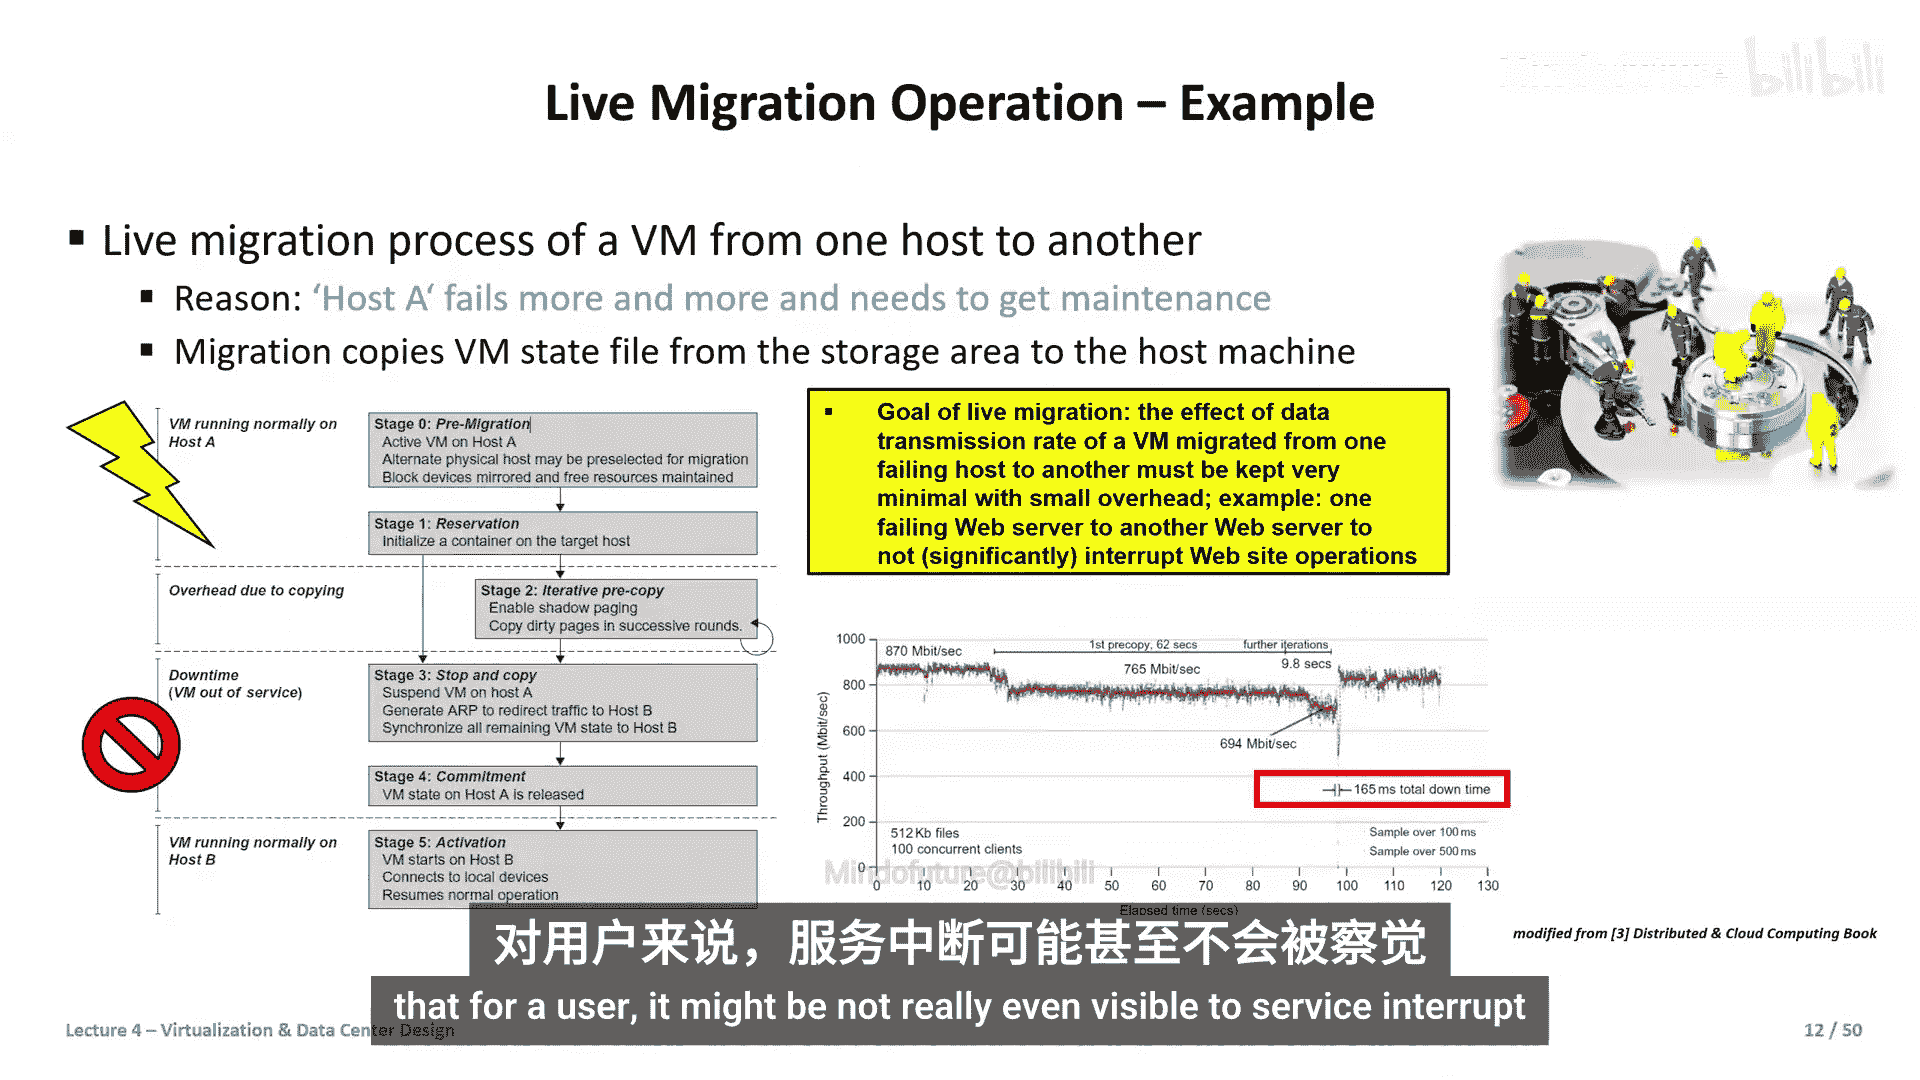 bilibili
Live Migration Operation – Example
▪ Live migration process of a VM from one host to another
▪ Reason: ‘Host A‘ fails more and more and needs to get maintenance
▪ Migration copies VM state file from the storage area to the host machine
VM running normally on
Host A
Stage 0: Pre-Migration
Active VM on Host A
Alternate physical host may be preselected for migration
Block devices mirrored and free resources maintained
Stage 1: Reservation
Initialize a container on the target host
Overhead due to copying
Stage 2: Iterative pre-copy
Enable shadow paging
Copy dirty pages in successive rounds.
Downtime
(VM out of service)
Stage 3: Stop and copy
Suspend VM on host A
Generate ARP to redirect traffic to Host B
Synchronize all remaining VM state to Host B
Stage 4: Commitment
VM state on Host A is released
VM running normally on
Host B
Stage 5: Activation
VM starts on Host B
Connects to local devices
Resumes normal operation
▪ Goal of live migration: the effect of data
transmission rate of a VM migrated from one
failing host to another must be kept very
minimal with small overhead; example: one
failing Web server to another Web server to
not (significantly) interrupt Web site operations
Throughput (Mbit/sec)
1000
800
600
400
200
0
870 Mbit/sec
1st precopy, 62 secs
further iterations
765 Mbit/sec
9.8 secs
694 Mbit/sec
165 ms total down time
512 Kb files
100 concurrent clients
Sample over 100 ms
Sample over 500 ms
Mindofuture@bilibili
0 10 20 30 40 50 60 70 80 90 100 110 120 130
Elapsed time (secs)
modified from [3] Distributed & Cloud Computing Book
对用户来说，服务中断可能甚至不会被察觉
that for a user, it might be not really even visible to service interrupt
Lecture 4 – Virtualization & Data Center Design
12 / 50